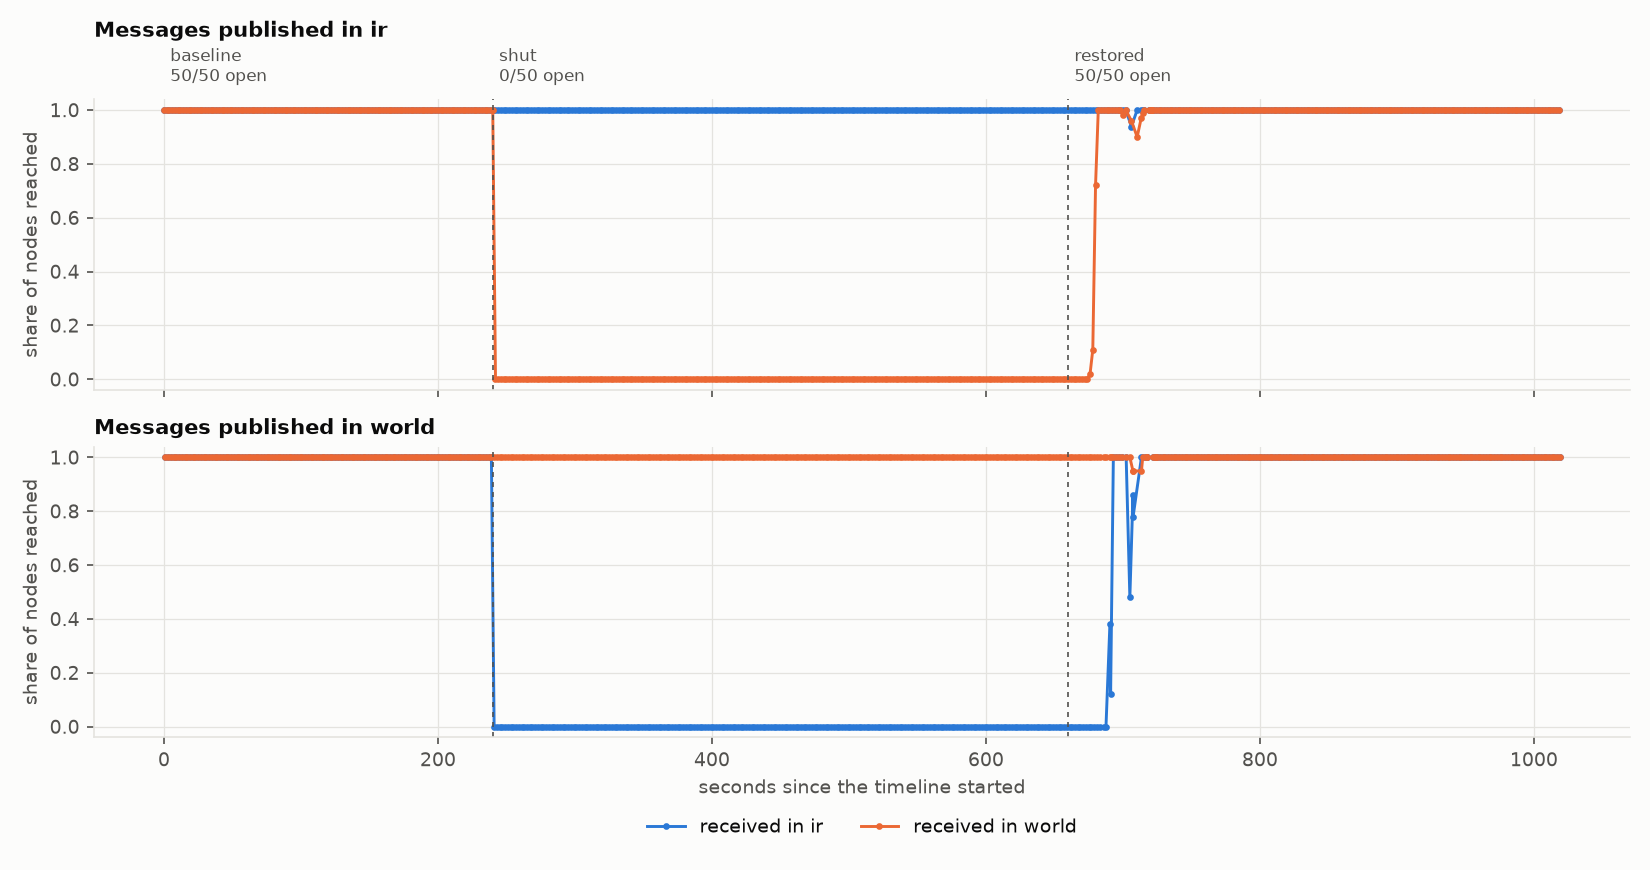 Messages published in ir
baseline
50/50 open
shut
0/50 open
restored
50/50 open
share of nodes reached
1.0
0.8
0.6
0.4
0.2
0.0
Messages published in world
share of nodes reached
1.0
0.8
0.6
0.4
0.2
0.0
0 200 400 600 800 1000
seconds since the timeline started
received in ir received in world